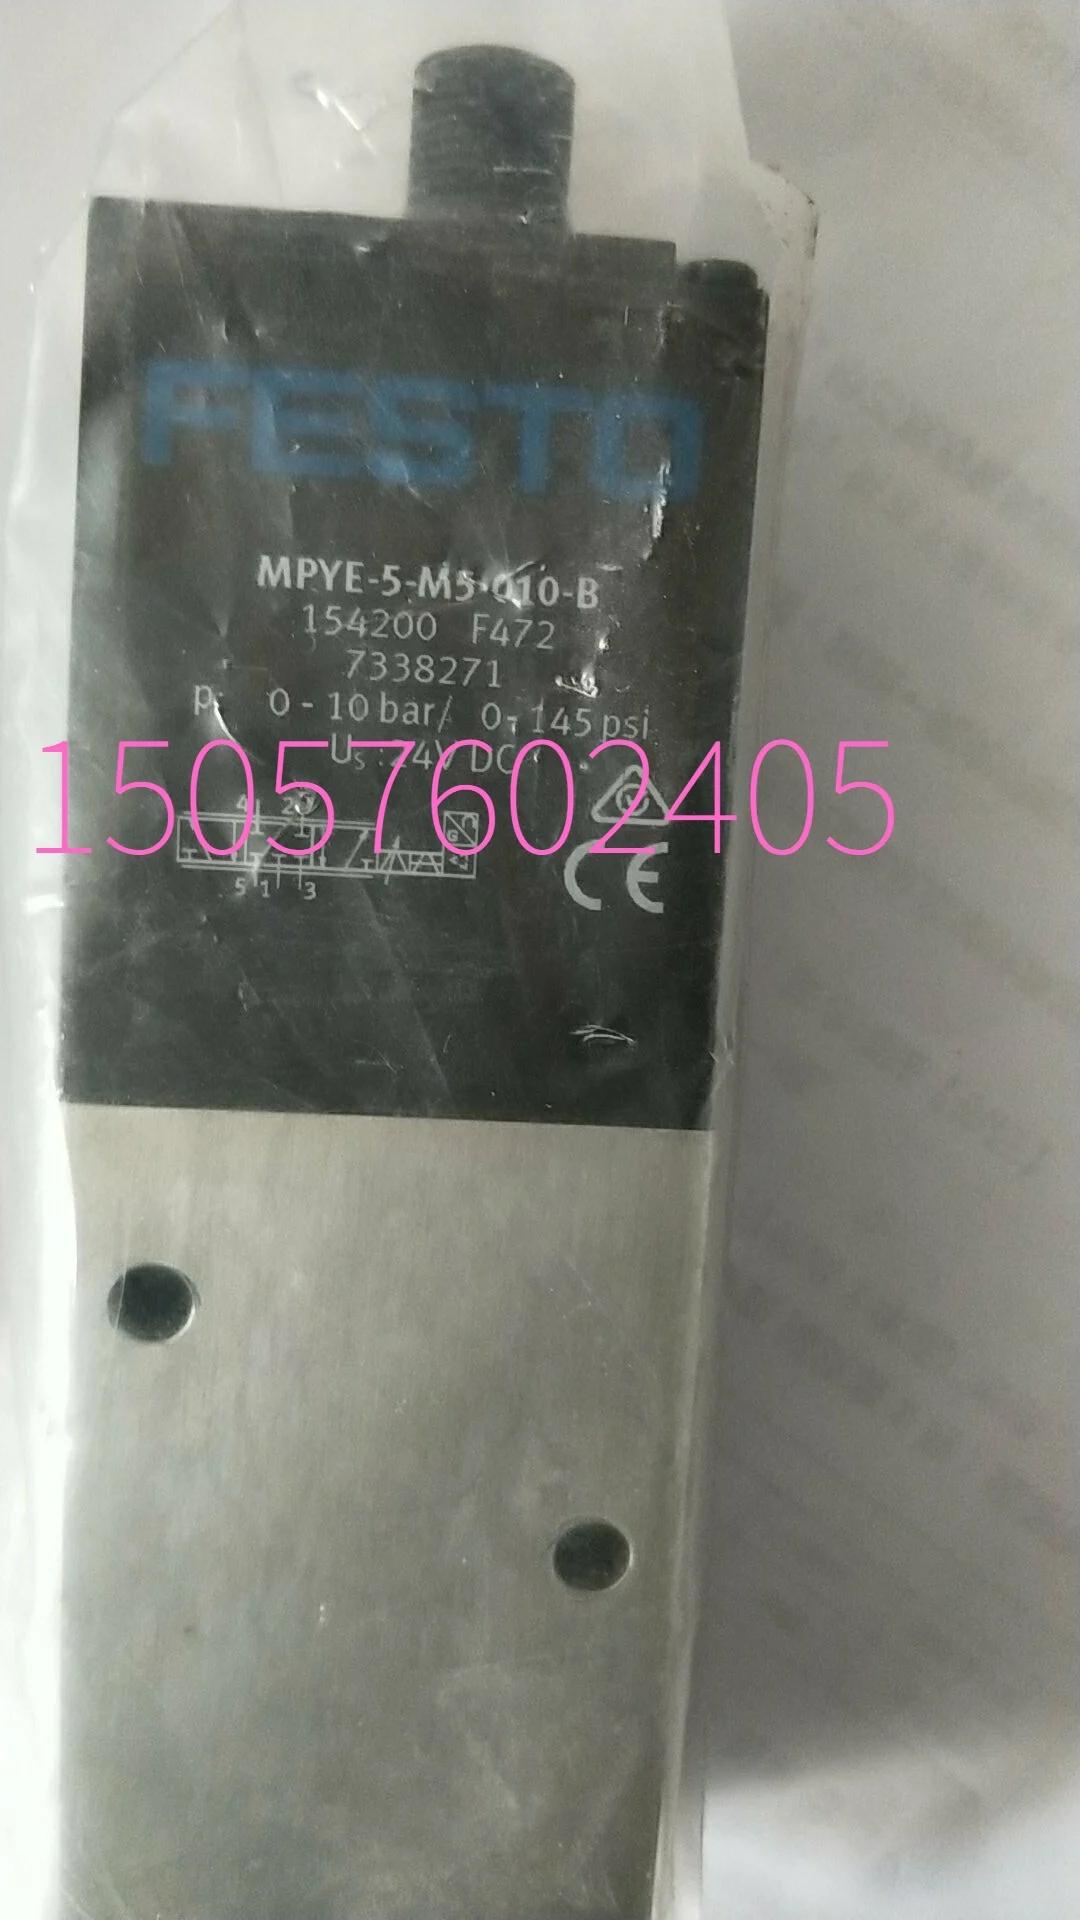 FESTO
MPYE-5-M5-010-B
154200 F472
7338271
p: 0 - 10 bar/ 0 - 145 psi
Us : 24V DC
15057602405
4 2
G
5 1 3
CE